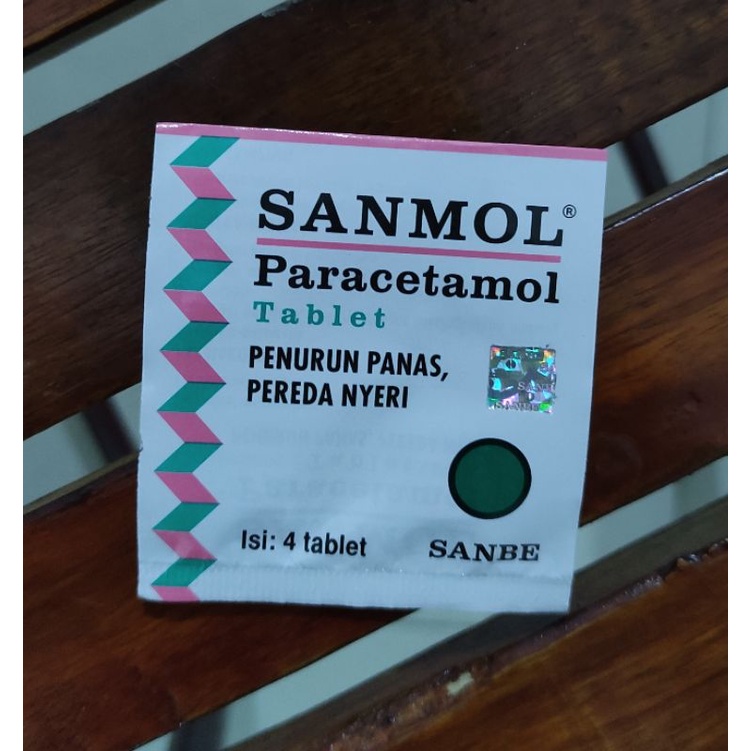 SANMOL®
Paracetamol
Tablet
PENURUN PANAS,
PEREDA NYERI
Isi: 4 tablet
SANBE